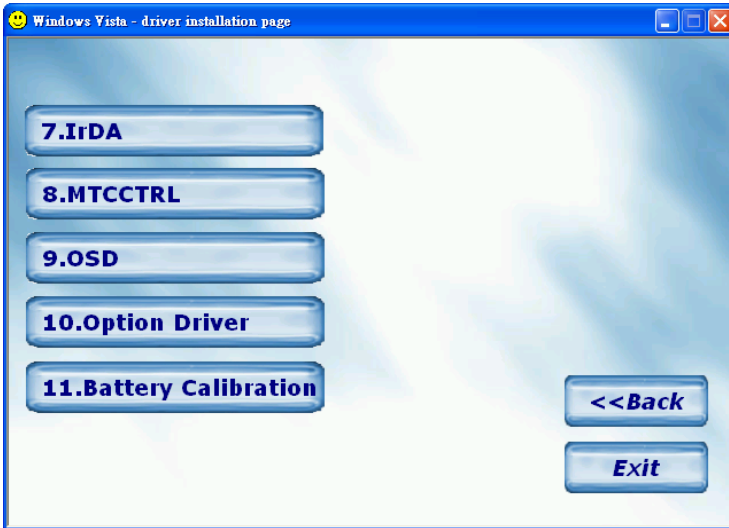 Windows Vista - driver installation page
7.IrDA
8.MTCCTRL
9.OSD
10.Option Driver
11.Battery Calibration
<<Back
Exit